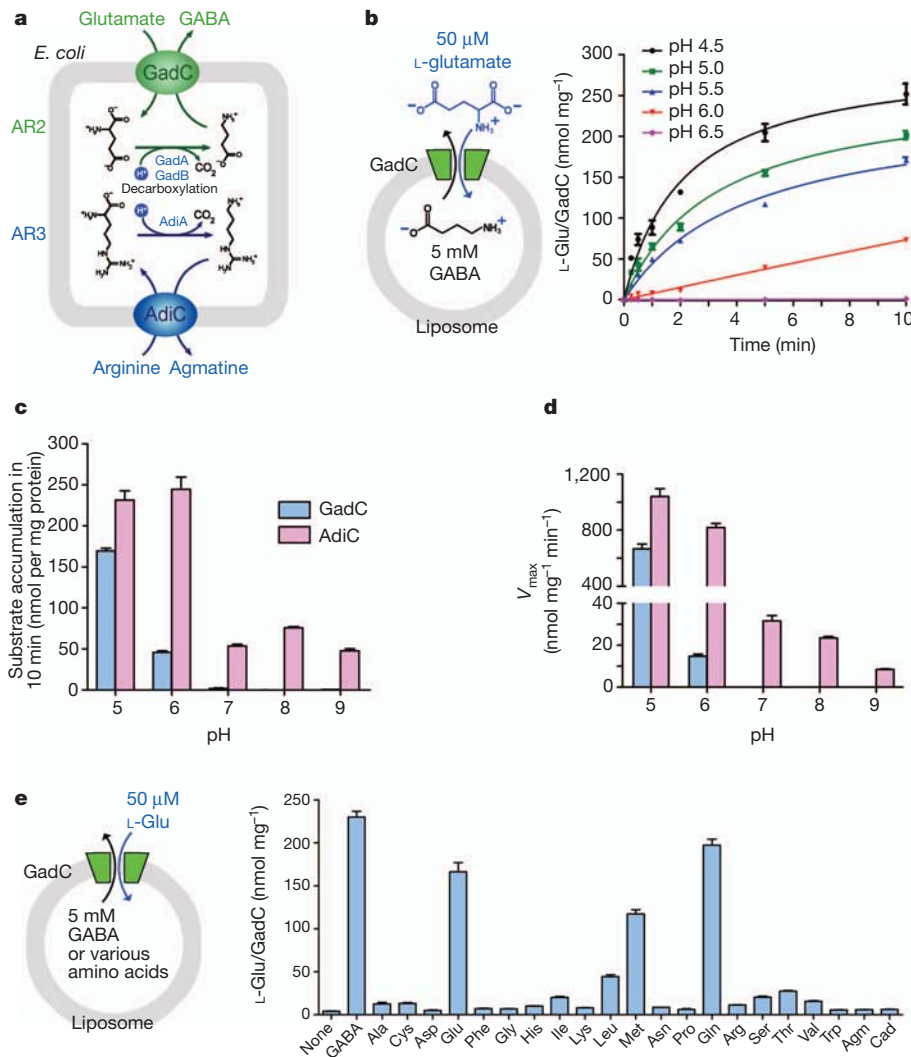 a
Glutamate GABA
E. coli
GadC
AR2
GadA
GadB
H+
CO2
Decarboxylation
AR3
H+
CO2
AdiA
AdiC
Arginine Agmatine
b
50 μM
L-glutamate
GadC
5 mM
GABA
Liposome
L-Glu/GadC (nmol mg−1)
300
250
200
150
100
50
0
pH 4.5
pH 5.0
pH 5.5
pH 6.0
pH 6.5
0 2 4 6 8 10
Time (min)
c
Substrate accumulation in
10 min (nmol per mg protein)
300
250
200
150
100
50
0
GadC
AdiC
5 6 7 8 9
pH
d
Vmax
(nmol mg−1 min−1)
1,200
800
400
40
20
0
5 6 7 8 9
pH
e
50 μM
L-Glu
GadC
5 mM
GABA
or various
amino acids
Liposome
L-Glu/GadC (nmol mg−1)
250
200
150
100
50
0
None GABA Ala Cys Asp Glu Phe Gly His Ile Lys Leu Met Asn Pro Gln Arg Ser Thr Val Trp Agm Cad